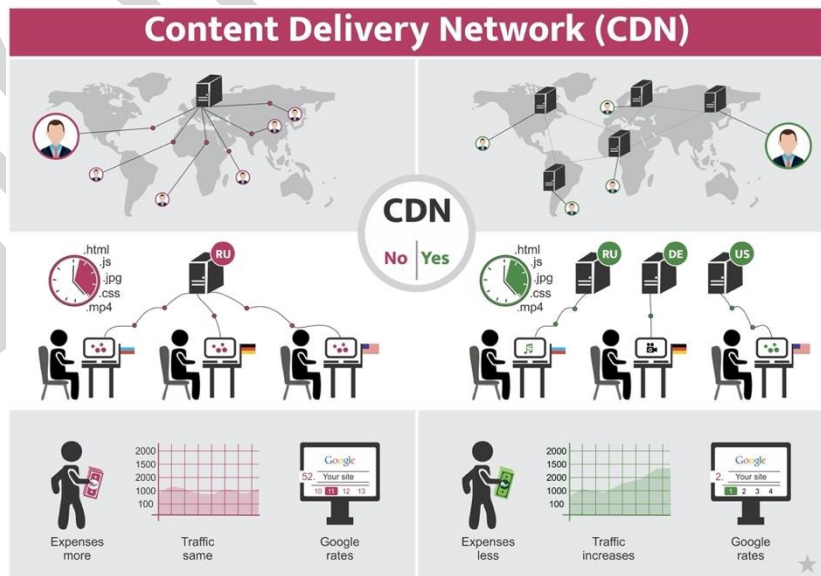 Content Delivery Network (CDN)
CDN
No Yes
.html
.js
.jpg
.css
.mp4
RU
.html
.js
.jpg
.css
.mp4
RU
DE
US
2000
1500
2000
1000
100
Expenses
more
Traffic
same
Google
52.
Your site
10 11 12 13
Google
rates
2000
1500
2000
1000
100
Expenses
less
Traffic
increases
Google
2.
Your site
1 2 3 4
Google
rates